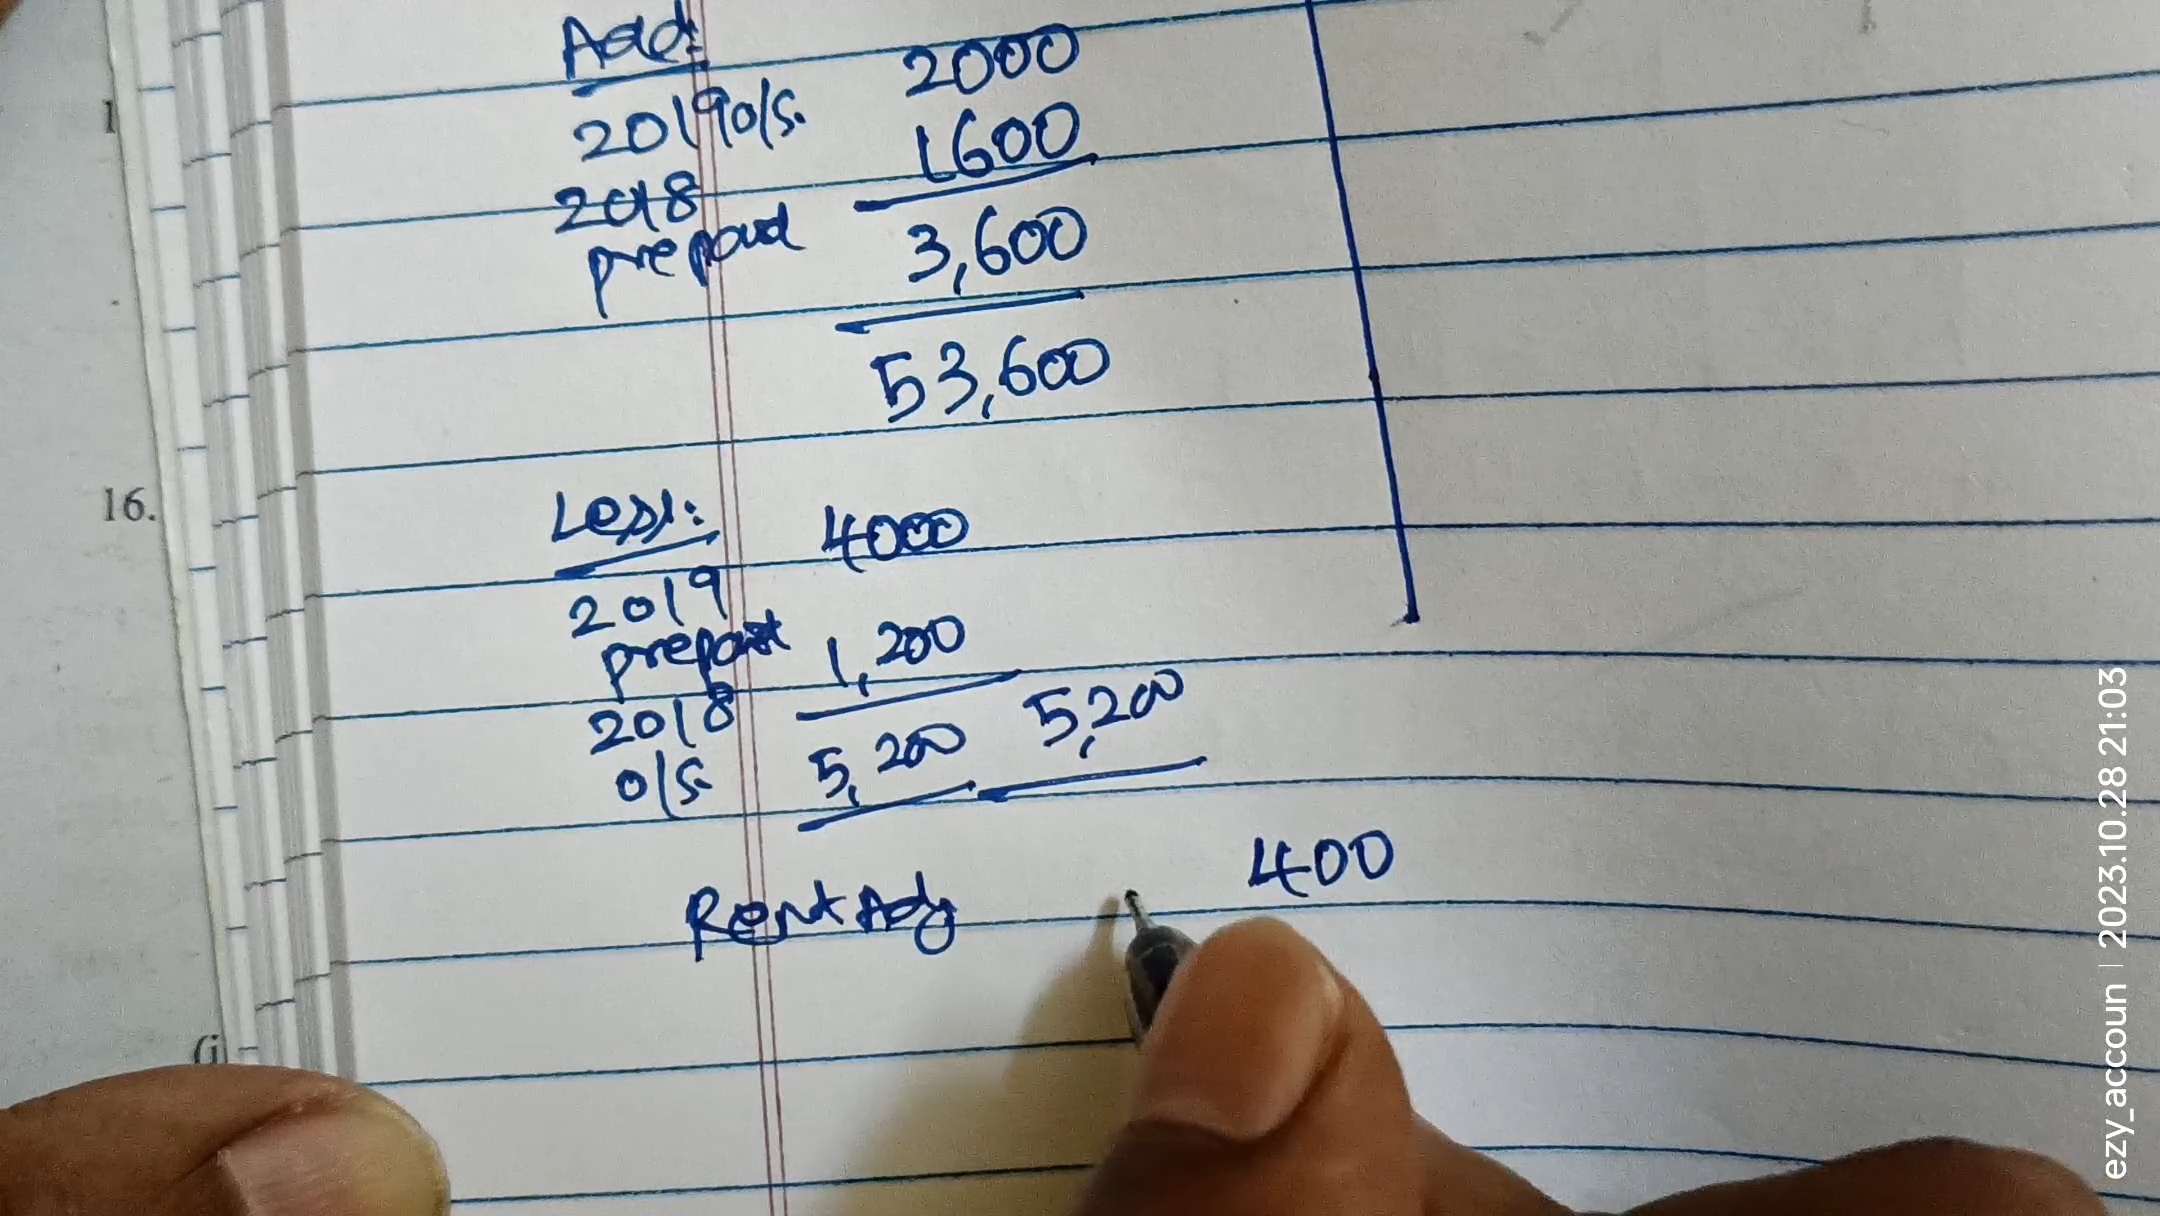 Add:
2000
2019 o/s.
1600
2018
prepaid
3,600
53,600
16.
Less:
4000
2019
prepaid
1,200
2018
5,200
o/s.
5,200
Rent Adj
400
(i
ezy_accoun | 2023.10.28 21:03